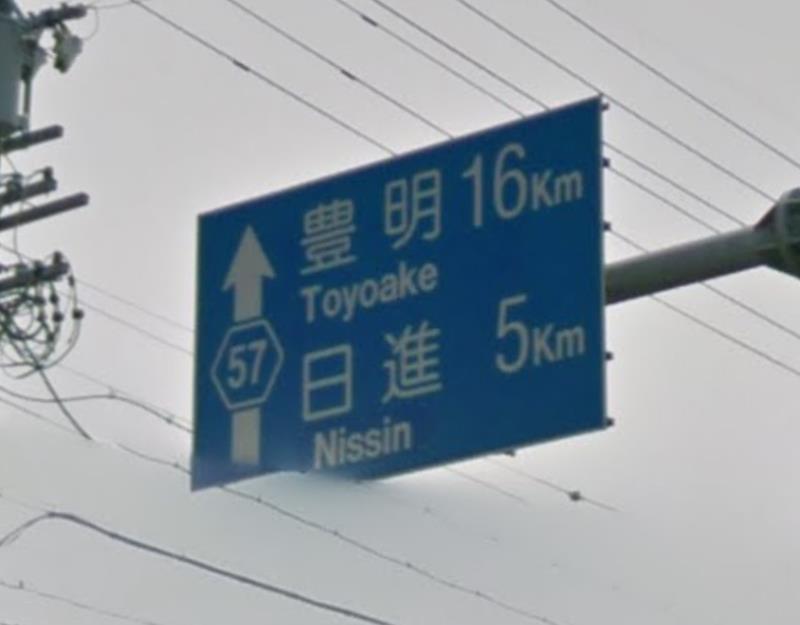 豊明 16Km
Toyoake
57
日進 5Km
Nissin